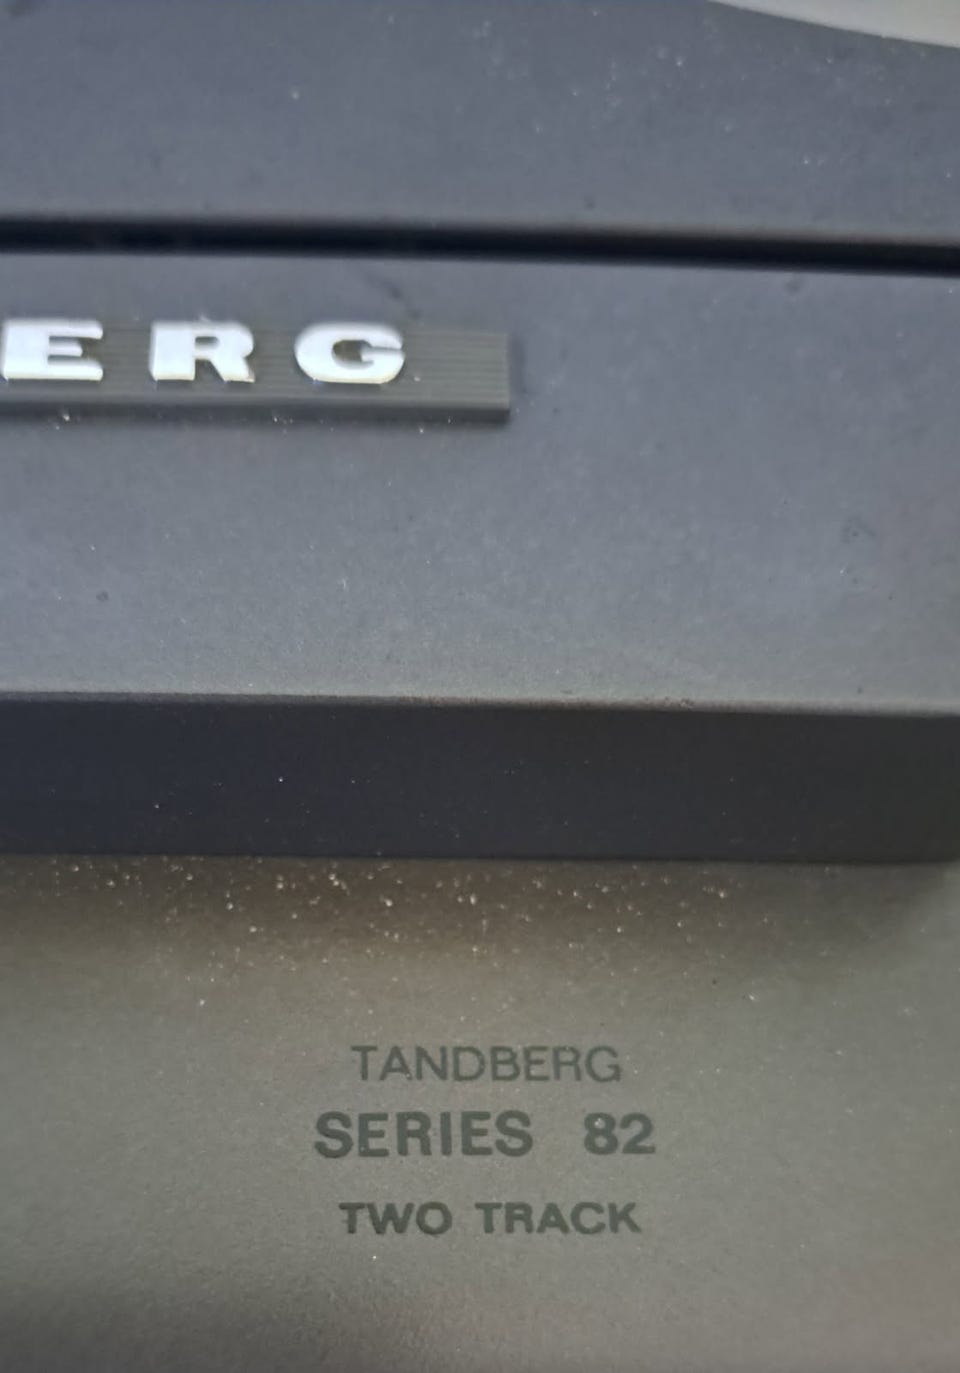 ERG
TANDBERG
SERIES 82
TWO TRACK